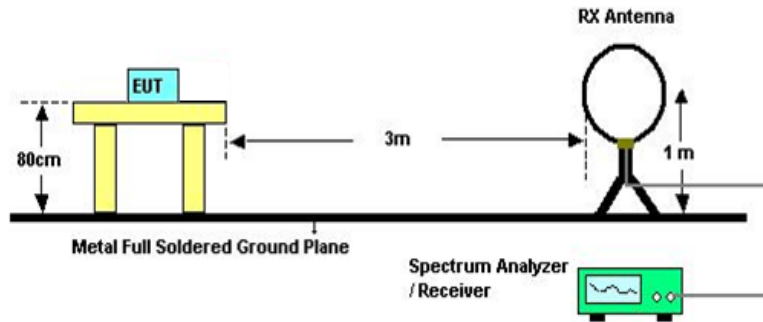 RX Antenna
EUT
3m
80cm
1 m
Metal Full Soldered Ground Plane
Spectrum Analyzer
/ Receiver